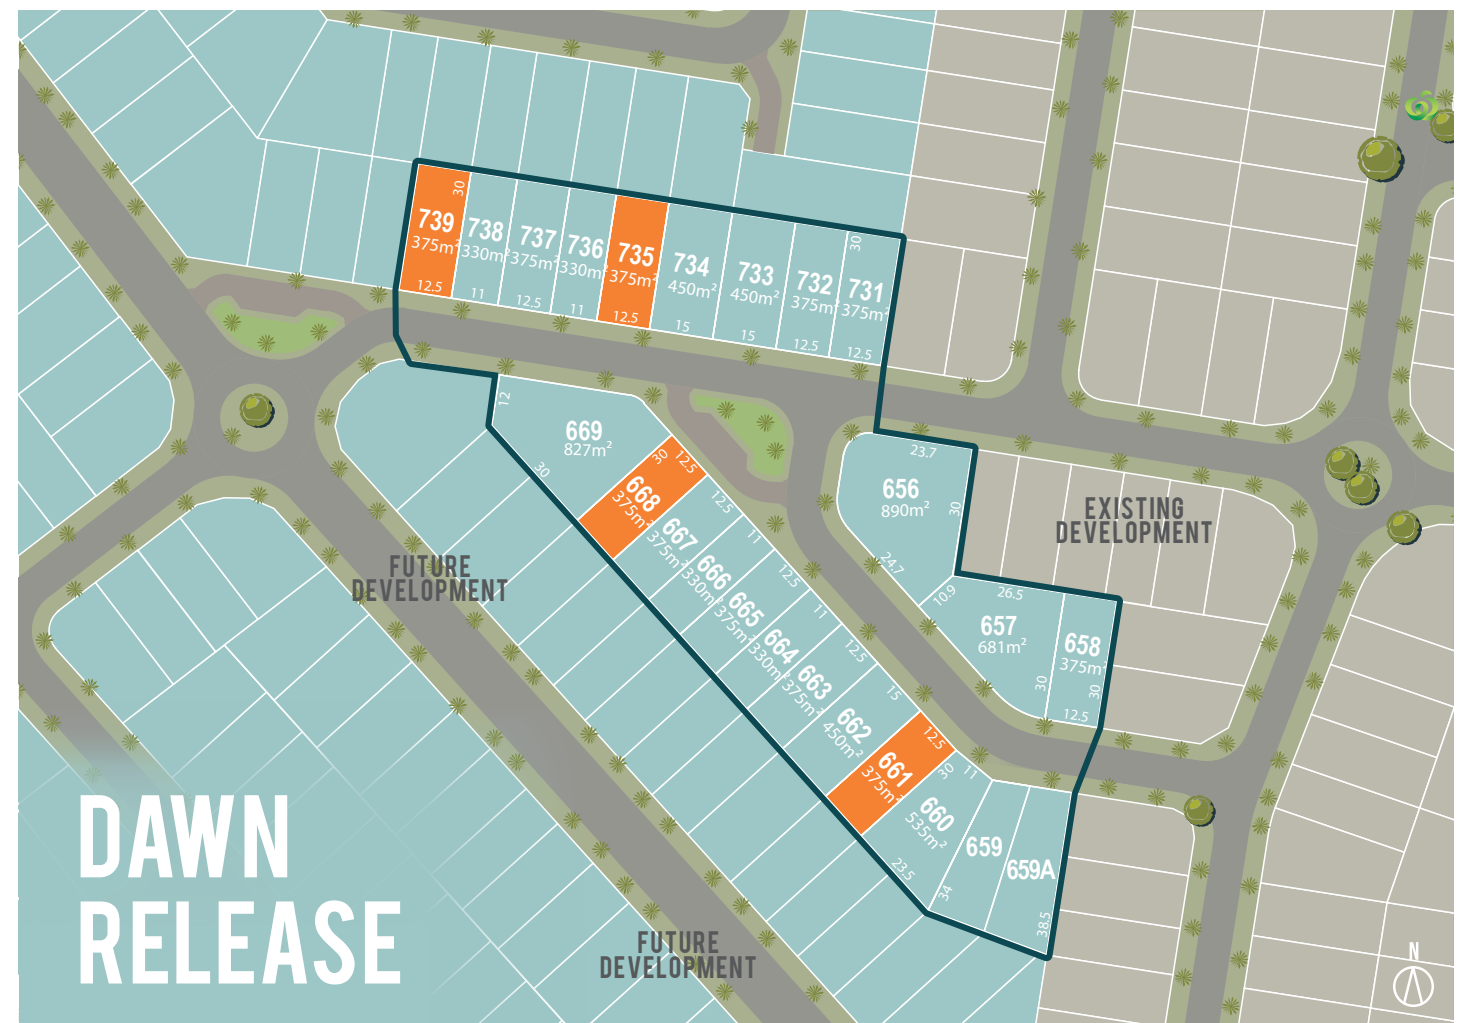 30
739
375m²
12.5
738
330m²
11
737
375m²
12.5
736
330m²
11
735
375m²
12.5
734
450m²
15
733
450m²
15
732
375m²
12.5
30
731
375m²
12.5
12
669
827m²
30
30
12.5
668
375m²
12.5
667
375m²
11
666
330m²
12.5
665
375m²
11
664
330m²
12.5
663
375m²
15
662
450m²
12.5
661
375m²
30
11
660
535m²
23.5
34
659
659A
38.5
23.7
656
890m²
30
24.7
10.9
26.5
657
681m²
30
658
375m²
30
12.5
EXISTING
DEVELOPMENT
FUTURE
DEVELOPMENT
DAWN
RELEASE
FUTURE
DEVELOPMENT
N